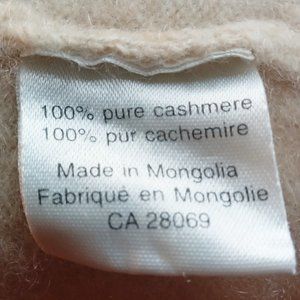 100% pure cashmere
100% pur cachemire
Made in Mongolia
Fabriqué en Mongolie
CA 28069